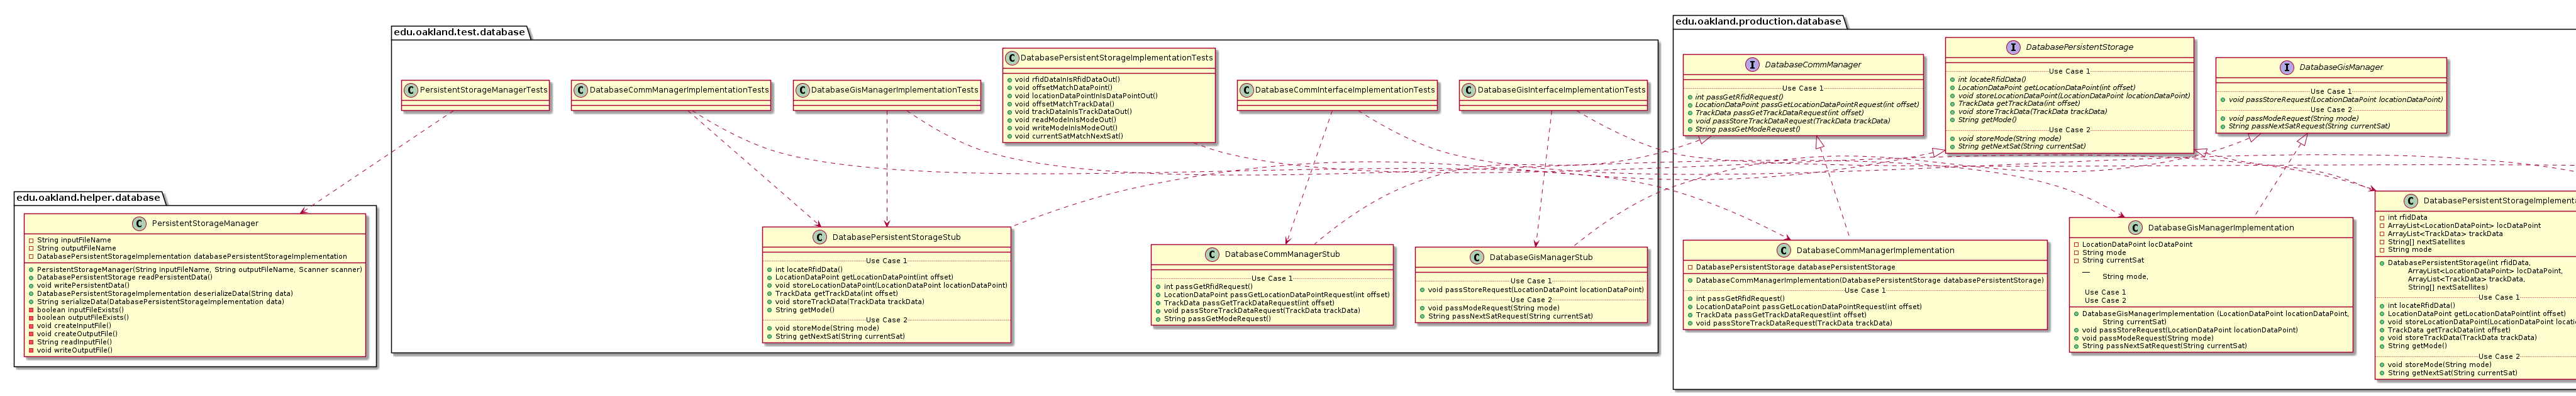 edu.oakland.helper.database
PersistentStorageManager
String inputFileName
String outputFileName
DatabasePersistentStorageImplementation databasePersistentStorageImplementation
PersistentStorageManager(String inputFileName, String outputFileName, Scanner scanner)
DatabasePersistentStorage readPersistentData()
void writePersistentData()
DatabasePersistentStorageImplementation deserializeData(String data)
String serializeData(DatabasePersistentStorageImplementation data)
boolean inputFileExists()
boolean outputFileExists()
void createInputFile()
void createOutputFile()
String readInputFile()
void writeOutputFile()
edu.oakland.test.database
PersistentStorageManagerTests
DatabaseCommManagerImplementationTests
DatabaseGisManagerImplementationTests
DatabasePersistentStorageImplementationTests
void rfidDataInIsRfidDataOut()
void offsetMatchDataPoint()
void locationDataPointInIsDataPointOut()
void offsetMatchTrackData()
void trackDataInIsTrackDataOut()
void readModeInIsModeOut()
void writeModeInIsModeOut()
void currentSatMatchNextSat()
DatabaseCommInterfaceImplementationTests
DatabaseGisInterfaceImplementationTests
DatabasePersistentStorageStub
Use Case 1
int locateRfidData()
LocationDataPoint getLocationDataPoint(int offset)
void storeLocationDataPoint(LocationDataPoint locationDataPoint)
TrackData getTrackData(int offset)
void storeTrackData(TrackData trackData)
String getMode()
Use Case 2
void storeMode(String mode)
String getNextSat(String currentSat)
DatabaseCommManagerStub
Use Case 1
int passGetRfidRequest()
LocationDataPoint passGetLocationDataPointRequest(int offset)
TrackData passGetTrackDataRequest(int offset)
void passStoreTrackDataRequest(TrackData trackData)
String passGetModeRequest()
DatabaseGisManagerStub
Use Case 1
void passStoreRequest(LocationDataPoint locationDataPoint)
Use Case 2
void passModeRequest(String mode)
String passNextSatRequest(String currentSat)
edu.oakland.production.database
DatabaseCommManager
Use Case 1
int passGetRfidRequest()
LocationDataPoint passGetLocationDataPointRequest(int offset)
TrackData passGetTrackDataRequest(int offset)
void passStoreTrackDataRequest(TrackData trackData)
String passGetModeRequest()
DatabasePersistentStorage
Use Case 1
int locateRfidData()
LocationDataPoint getLocationDataPoint(int offset)
void storeLocationDataPoint(LocationDataPoint locationDataPoint)
TrackData getTrackData(int offset)
void storeTrackData(TrackData trackData)
String getMode()
Use Case 2
void storeMode(String mode)
String getNextSat(String currentSat)
DatabaseGisManager
Use Case 1
void passStoreRequest(LocationDataPoint locationDataPoint)
Use Case 2
void passModeRequest(String mode)
String passNextSatRequest(String currentSat)
DatabaseCommManagerImplementation
DatabasePersistentStorage databasePersistentStorage
DatabaseCommManagerImplementation(DatabasePersistentStorage databasePersistentStorage)
Use Case 1
int passGetRfidRequest()
LocationDataPoint passGetLocationDataPointRequest(int offset)
TrackData passGetTrackDataRequest(int offset)
void passStoreTrackDataRequest(TrackData trackData)
DatabaseGisManagerImplementation
LocationDataPoint locDataPoint
String mode
String currentSat
String mode,
Use Case 1
Use Case 2
DatabaseGisManagerImplementation (LocationDataPoint locationDataPoint,
String currentSat)
void passStoreRequest(LocationDataPoint locationDataPoint)
void passModeRequest(String mode)
String passNextSatRequest(String currentSat)
DatabasePersistentStorageImplementa
int rfidData
ArrayList<LocationDataPoint> locDataPoint
ArrayList<TrackData> trackData
String[] nextSatellites
String mode
DatabasePersistentStorage(int rfidData,
ArrayList<LocationDataPoint> locDataPoint,
ArrayList<TrackData> trackData,
String[] nextSatellites)
Use Case 1
int locateRfidData()
LocationDataPoint getLocationDataPoint(int offset)
void storeLocationDataPoint(LocationDataPoint locatio
TrackData getTrackData(int offset)
void storeTrackData(TrackData trackData)
String getMode()
Use Case 2
void storeMode(String mode)
String getNextSat(String currentSat)